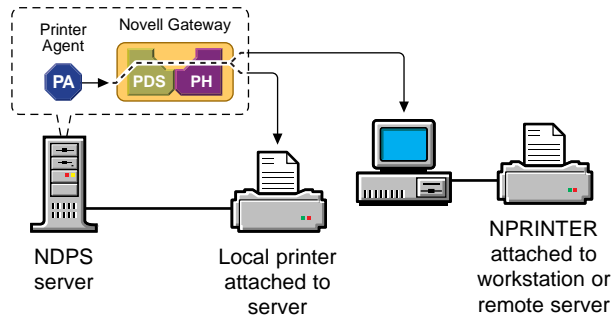 Printer
Agent
Novell Gateway
PA
PDS
PH
NDPS
server
Local printer
attached to
server
NPRINTER
attached to
workstation or
remote server